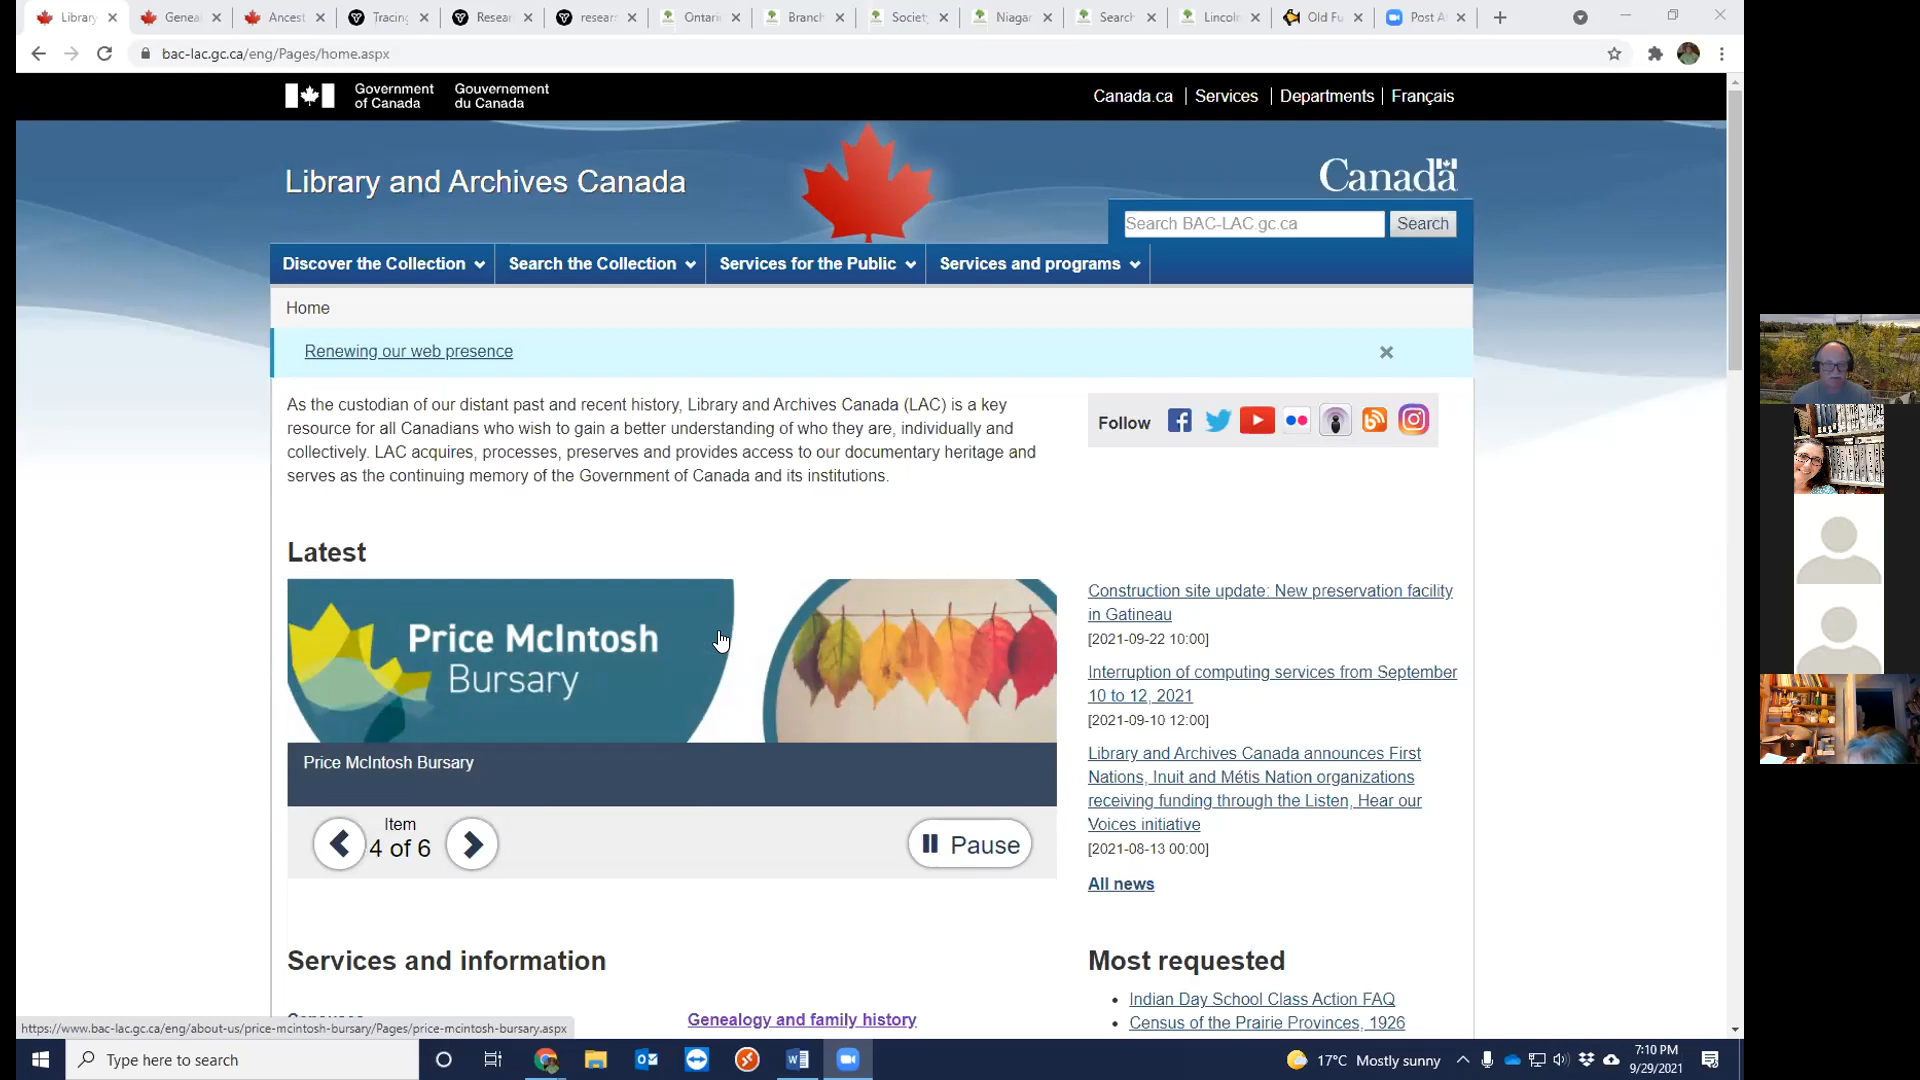 Library
Geneal
Ancest
Tracing
Resear
researc
Ontari
Branch
Society
Niagar
Search
Lincoln
Old Fu
Post A
bac-lac.gc.ca/eng/Pages/home.aspx
Government of Canada
Gouvernement du Canada
Canada.ca
Services
Departments
Français
Library and Archives Canada
Canada
Search BAC-LAC.gc.ca
Search
Discover the Collection
Search the Collection
Services for the Public
Services and programs
Home
Renewing our web presence
As the custodian of our distant past and recent history, Library and Archives Canada (LAC) is a key
resource for all Canadians who wish to gain a better understanding of who they are, individually and
collectively. LAC acquires, processes, preserves and provides access to our documentary heritage and
serves as the continuing memory of the Government of Canada and its institutions.
Follow
Latest
Price McIntosh
Bursary
Price McIntosh Bursary
Item
4 of 6
Pause
Construction site update: New preservation facility
in Gatineau
[2021-09-22 10:00]
Interruption of computing services from September
10 to 12, 2021
[2021-09-10 12:00]
Library and Archives Canada announces First
Nations, Inuit and Métis Nation organizations
receiving funding through the Listen, Hear our
Voices initiative
[2021-08-13 00:00]
All news
Services and information
Most requested
Genealogy and family history
Indian Day School Class Action FAQ
Census of the Prairie Provinces, 1926
https://www.bac-lac.gc.ca/eng/about-us/price-mcintosh-bursary/Pages/price-mcintosh-bursary.aspx
Type here to search
17°C Mostly sunny
7:10 PM
9/29/2021